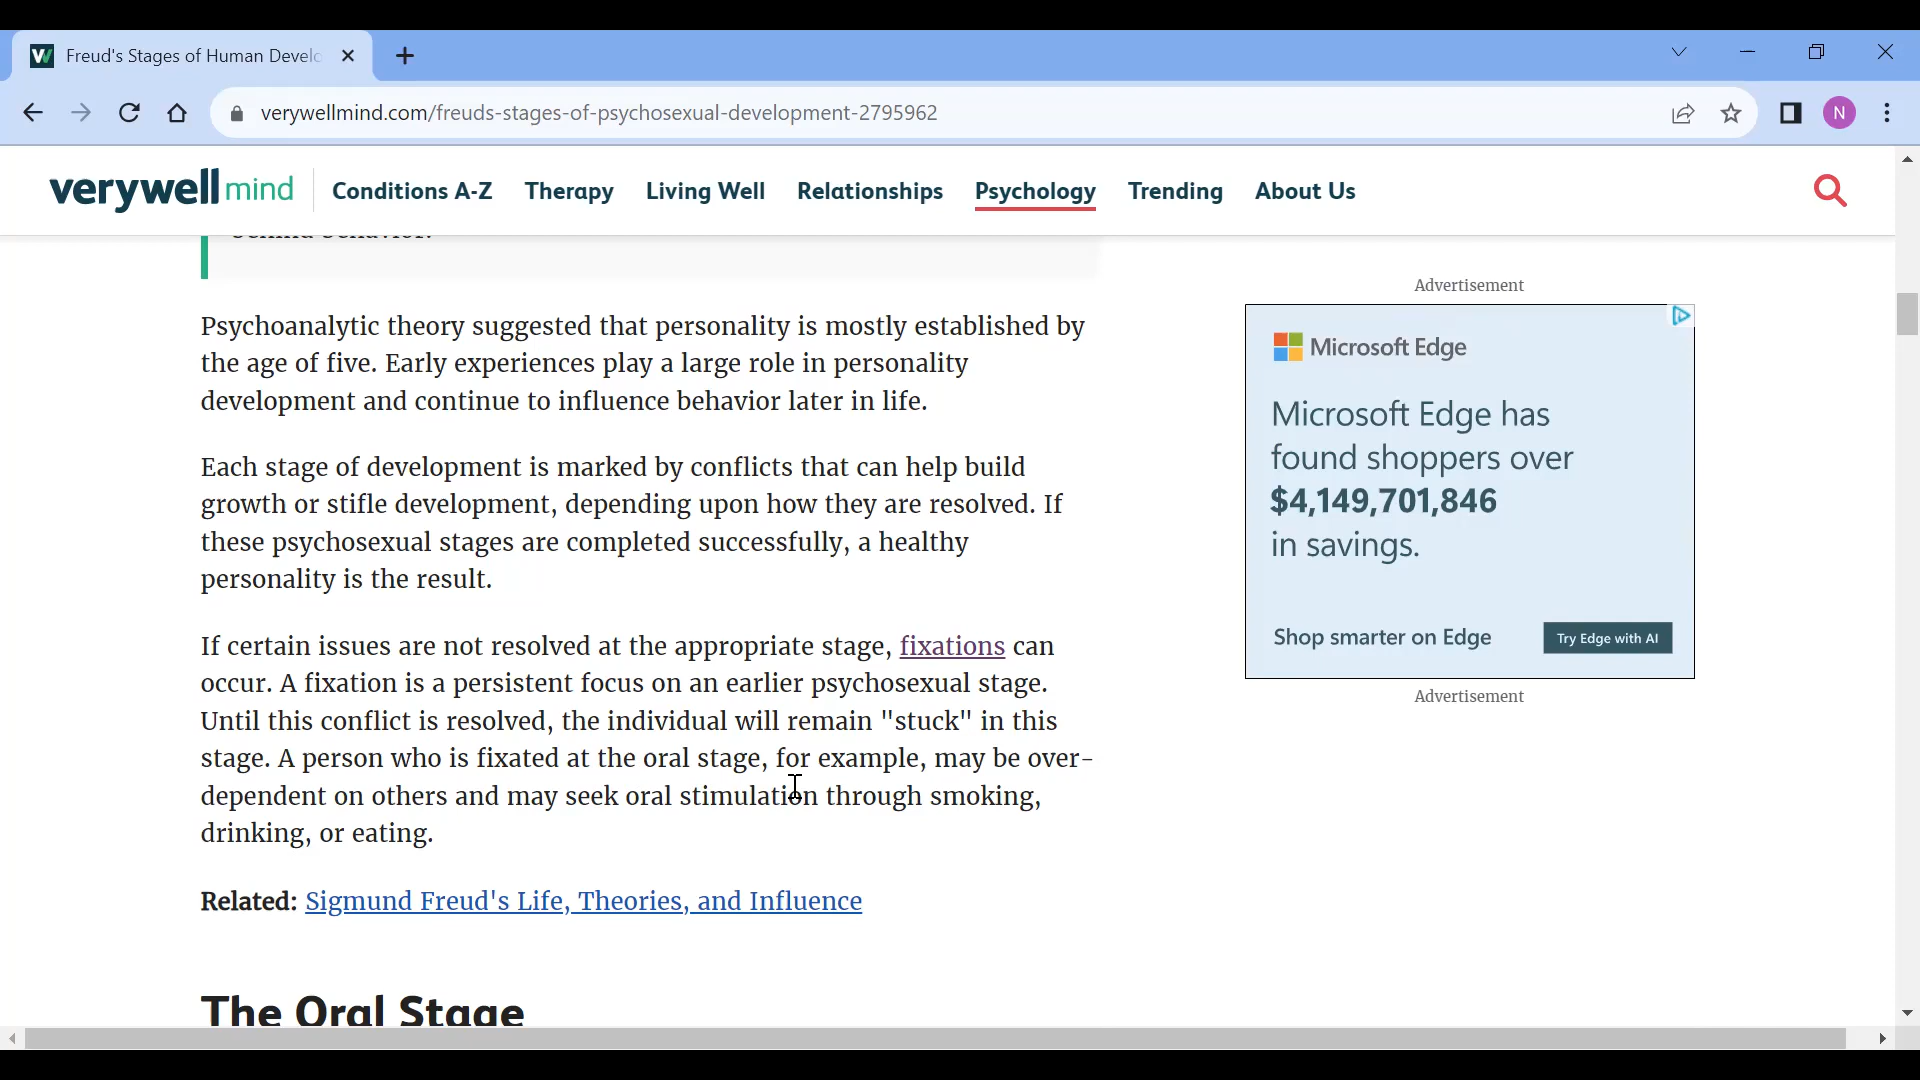 Freud's Stages of Human Develo
verywellmind.com/freuds-stages-of-psychosexual-development-2795962
N
verywell mind
Conditions A-Z Therapy Living Well Relationships Psychology Trending About Us
behind behavior.
Psychoanalytic theory suggested that personality is mostly established by
the age of five. Early experiences play a large role in personality
development and continue to influence behavior later in life.
Each stage of development is marked by conflicts that can help build
growth or stifle development, depending upon how they are resolved. If
these psychosexual stages are completed successfully, a healthy
personality is the result.
If certain issues are not resolved at the appropriate stage, fixations can
occur. A fixation is a persistent focus on an earlier psychosexual stage.
Until this conflict is resolved, the individual will remain "stuck" in this
stage. A person who is fixated at the oral stage, for example, may be over-
dependent on others and may seek oral stimulation through smoking,
drinking, or eating.
Related: Sigmund Freud's Life, Theories, and Influence
The Oral Stage
Advertisement
Microsoft Edge
Microsoft Edge has
found shoppers over
$4,149,701,846
in savings.
Shop smarter on Edge
Try Edge with AI
Advertisement